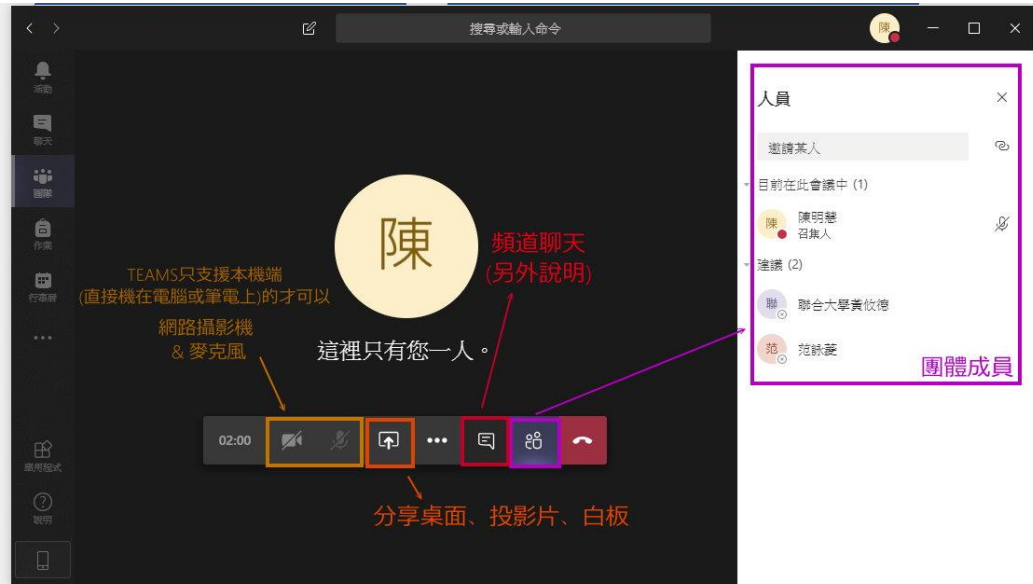 搜尋或輸入命令
陳
活動
聊天
團隊
作業
行事曆
應用程式
說明
陳
TEAMS只支援本機端
(直接機在電腦或筆電上)的才可以
網路攝影機
& 麥克風
頻道聊天
(另外說明)
這裡只有您一人。
02:00
分享桌面、投影片、白板
人員
邀請某人
目前在此會議中 (1)
陳
陳明慧
召集人
建議 (2)
聯
聯合大學黃攸德
范
范詠菱
團體成員